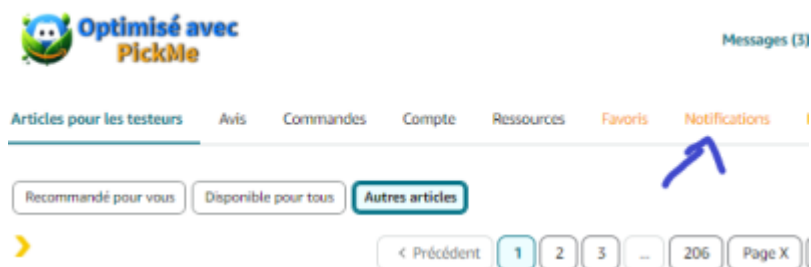 Optimisé avec
PickMe
Messages (3)
Articles pour les testeurs Avis Commandes Compte Ressources Favoris Notifications
Recommandé pour vous Disponible pour tous Autres articles
< Précédent 1 2 3 ... 206 Page X